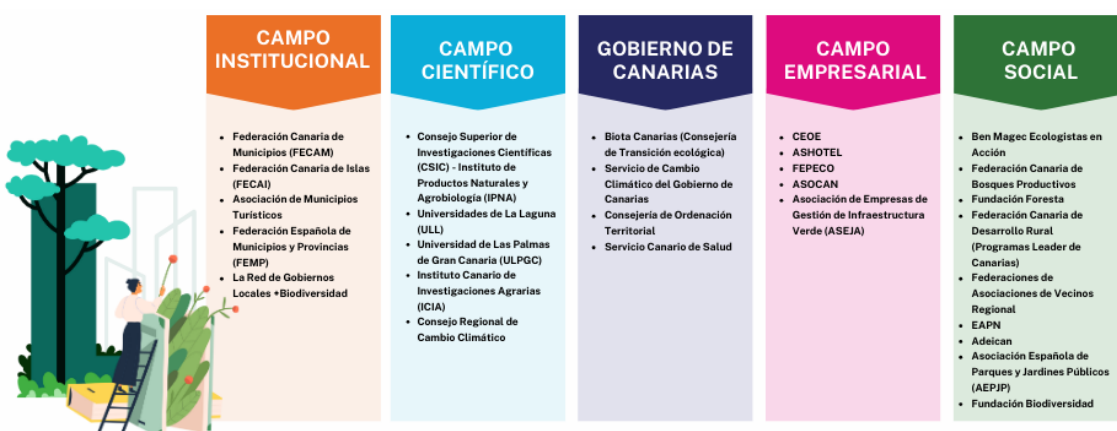 CAMPO
INSTITUCIONAL
• Federación Canaria de
Municipios (FECAM)
• Federación Canaria de Islas
(FECAI)
• Asociación de Municipios
Turísticos
• Federación Española de
Municipios y Provincias
(FEMP)
• La Red de Gobiernos
Locales +Biodiversidad
CAMPO
CIENTÍFICO
• Consejo Superior de
Investigaciones Científicas
(CSIC) - Instituto de
Productos Naturales y
Agrobiología (IPNA)
• Universidades de La Laguna
(ULL)
• Universidad de Las Palmas
de Gran Canaria (ULPGC)
• Instituto Canario de
Investigaciones Agrarias
(ICIA)
• Consejo Regional de
Cambio Climático
GOBIERNO DE
CANARIAS
• Biota Canarias (Consejería
de Transición ecológica)
• Servicio de Cambio
Climático del Gobierno de
Canarias
• Consejería de Ordenación
Territorial
• Servicio Canario de Salud
CAMPO
EMPRESARIAL
• CEOE
• ASHOTEL
• FEPECO
• ASOCAN
• Asociación de Empresas de
Gestión de Infraestructura
Verde (ASEJA)
CAMPO
SOCIAL
• Ben Magec Ecologistas en
Acción
• Federación Canaria de
Bosques Productivos
• Fundación Foresta
• Federación Canaria de
Desarrollo Rural
(Programas Leader de
Canarias)
• Federaciones de
Asociaciones de Vecinos
Regional
• EAPN
• Adeican
• Asociación Española de
Parques y Jardines Públicos
(AEPJP)
• Fundación Biodiversidad